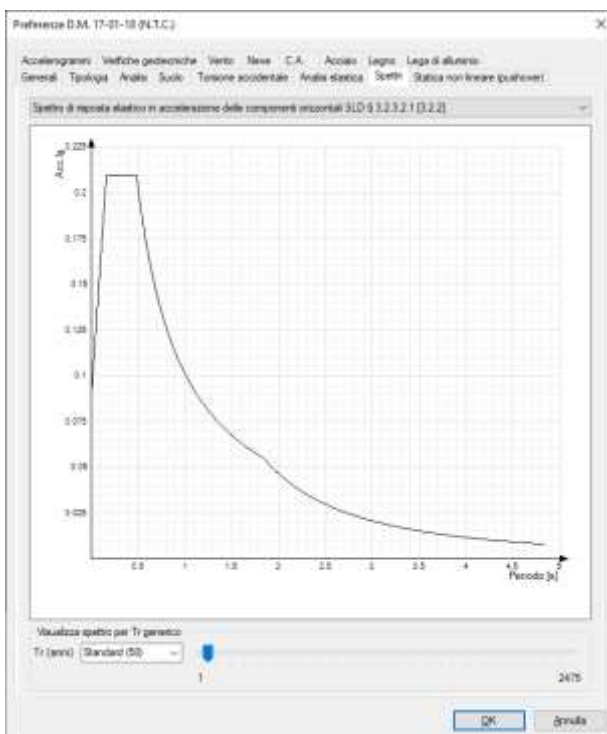 Preferenze D.M. 17-01-18 (N.T.C.)
Accelerogrammi Verifiche geotecniche Vento Neve C.A. Acciaio Legno Lega di alluminio
Generali Tipologia Analisi Suolo Torsione accidentale Analisi elastica Spettri Statica non lineare (pushover)
Spettro di risposta elastico in accelerazione delle componenti orizzontali SLD § 3.2.3.2.1 [3.2.2]
Acc./g
0.225
0.2
0.175
0.15
0.125
0.1
0.075
0.05
0.025
0.5 1 1.5 2 2.5 3 3.5 4 4.5 5
Periodo [s]
Visualizza spettro per Tr generico
Tr (anni) Standard (50)
1 2475
OK Annulla